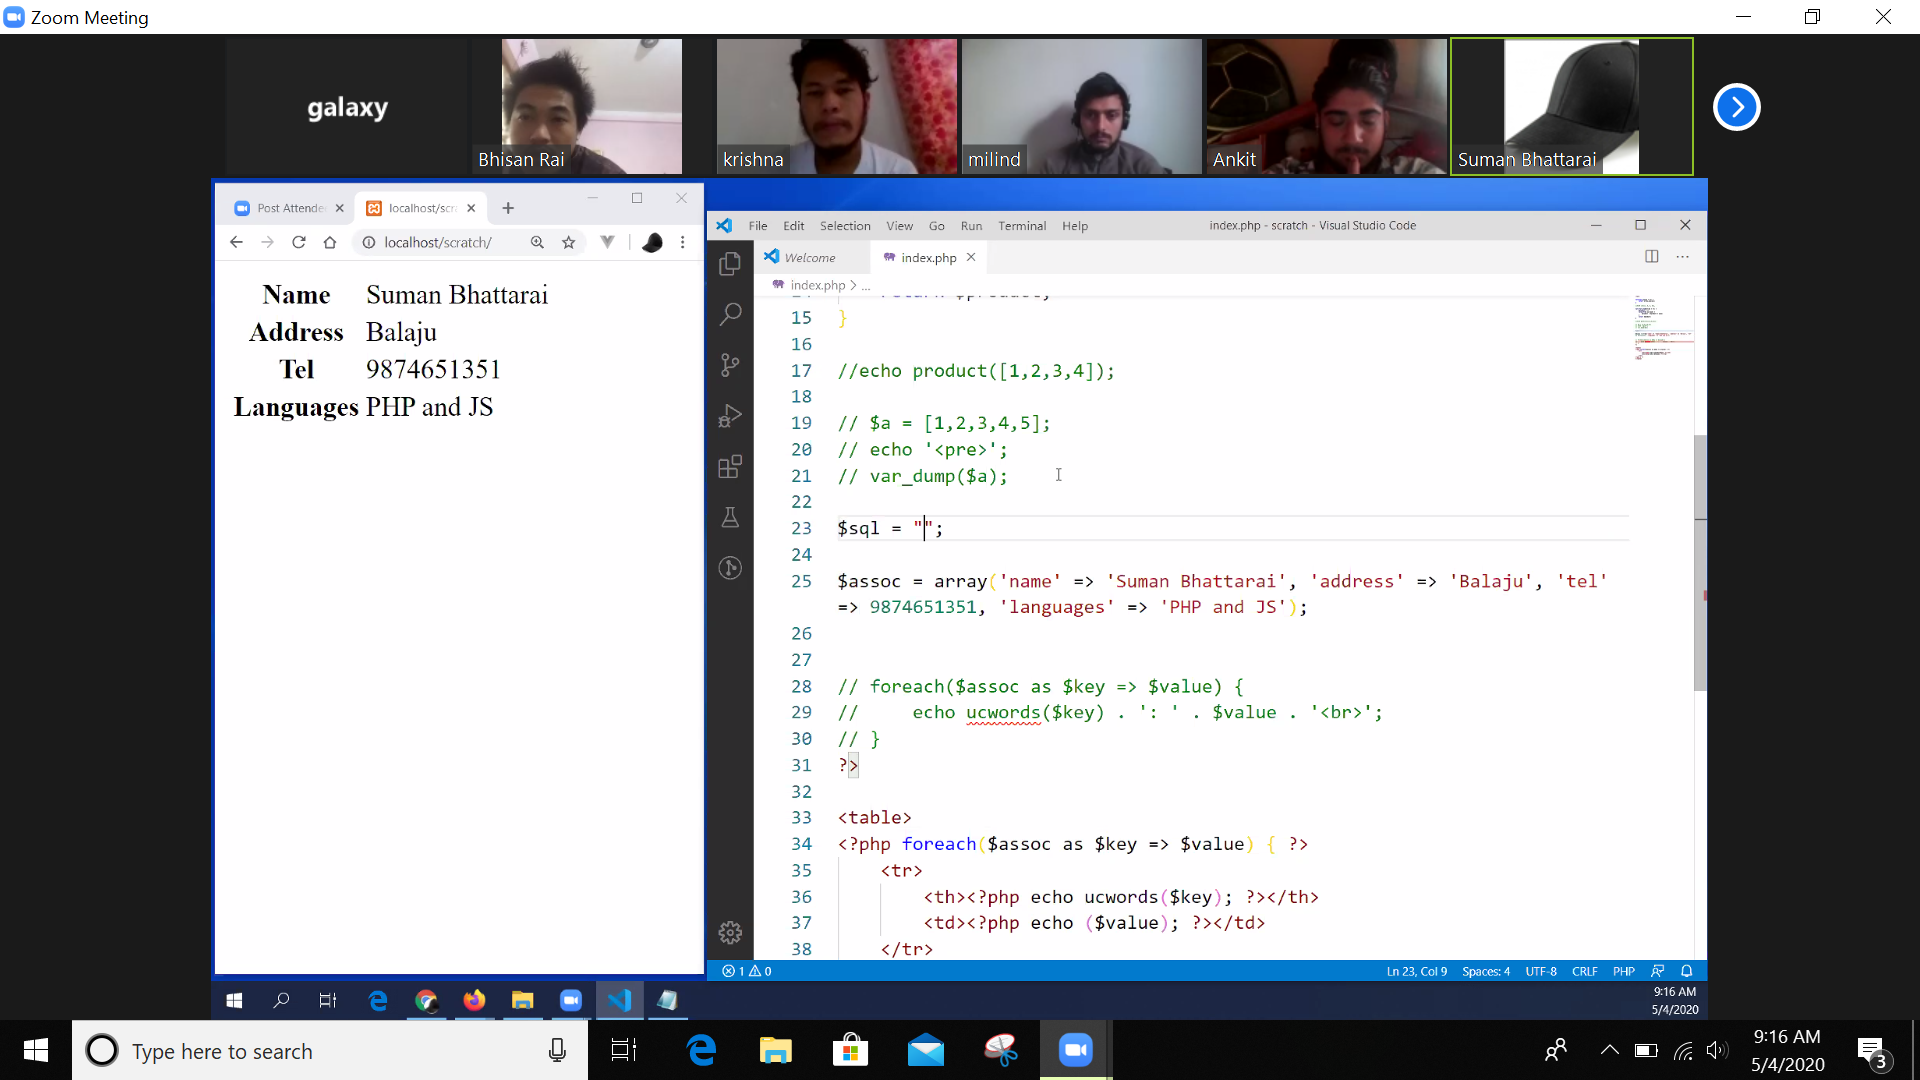 Zoom Meeting
galaxy
Bhisan Rai
krishna
milind
Ankit
Suman Bhattarai
Post Attende
localhost/scr
localhost/scratch/
Name Suman Bhattarai
Address Balaju
Tel 9874651351
Languages PHP and JS
File Edit Selection View Go Run Terminal Help
index.php - scratch - Visual Studio Code
Welcome
index.php
index.php > ...
15 }
16
17 //echo product([1,2,3,4]);
18
19 // $a = [1,2,3,4,5];
20 // echo '<pre>';
21 // var_dump($a);
22
23 $sql = "";
24
25 $assoc = array('name' => 'Suman Bhattarai', 'address' => 'Balaju', 'tel'
=> 9874651351, 'languages' => 'PHP and JS');
26
27
28 // foreach($assoc as $key => $value) {
29 //     echo ucwords($key) . ': ' . $value . '<br>';
30 // }
31 ?>
32
33 <table>
34 <?php foreach($assoc as $key => $value) { ?>
35     <tr>
36         <th><?php echo ucwords($key); ?></th>
37         <td><?php echo ($value); ?></td>
38     </tr>
1 0
Ln 23, Col 9 Spaces: 4 UTF-8 CRLF PHP
9:16 AM
5/4/2020
Type here to search
9:16 AM
5/4/2020
3